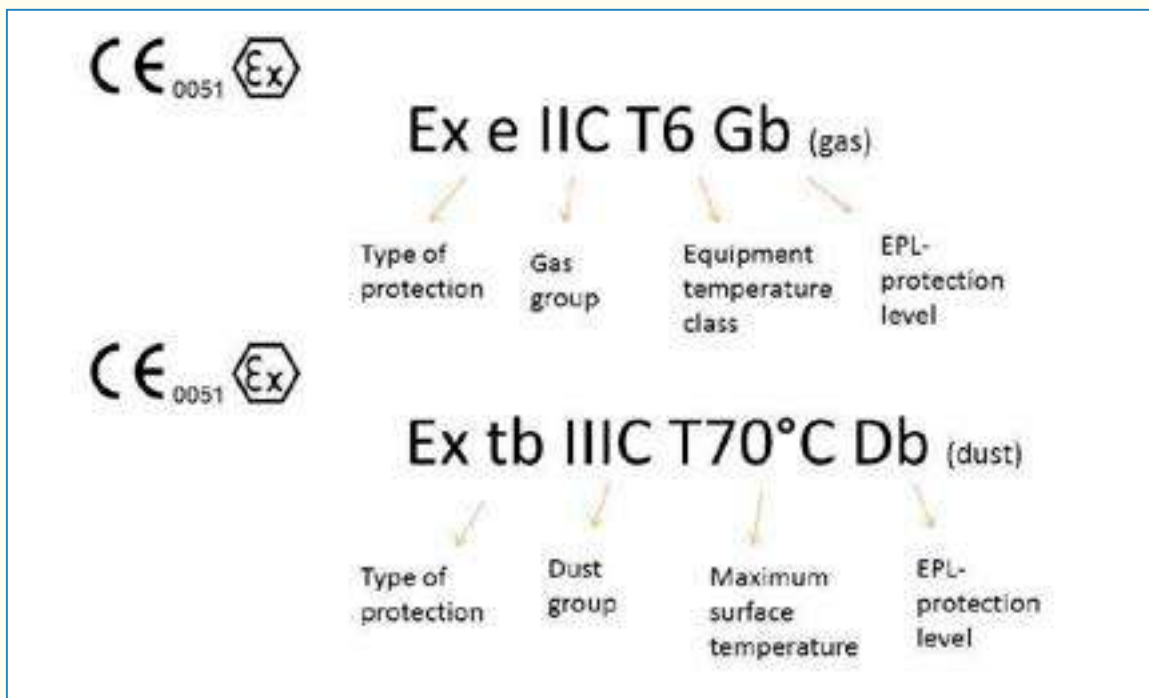 CE 0051 Ex
Ex e IIC T6 Gb (gas)
Type of
protection
Gas
group
Equipment
temperature
class
EPL-
protection
level
CE 0051 Ex
Ex tb IIIC T70°C Db (dust)
Type of
protection
Dust
group
Maximum
surface
temperature
EPL-
protection
level